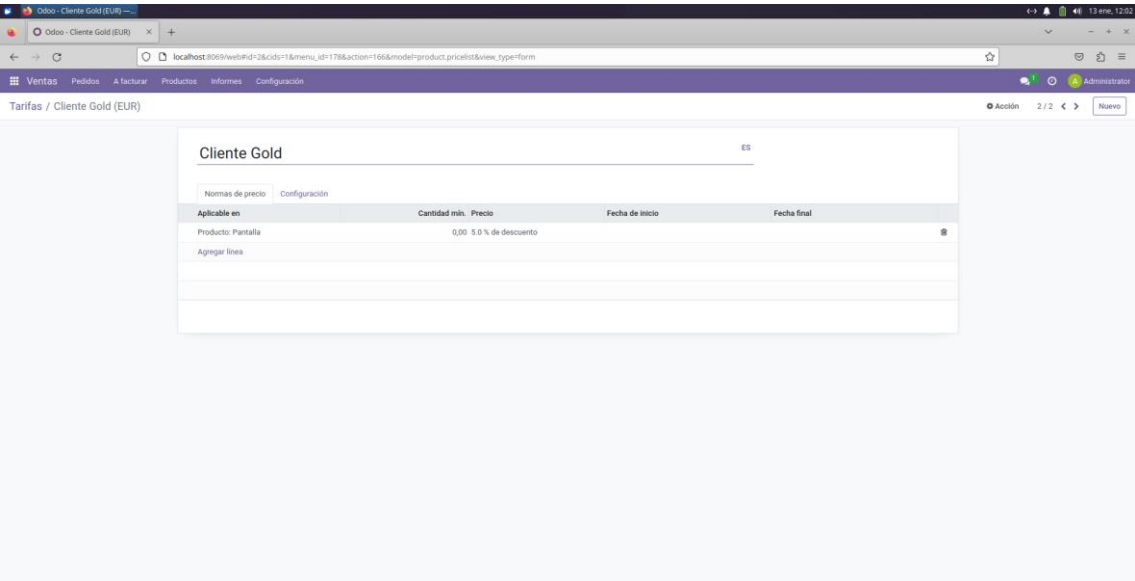 Odoo - Cliente Gold (EUR) —... 13 ene, 12:02
Odoo - Cliente Gold (EUR) × +
localhost:8069/web#id=2&cids=1&menu_id=178&action=166&model=product.pricelist&view_type=form
Ventas Pedidos A facturar Productos Informes Configuración 1 A Administrator
Tarifas / Cliente Gold (EUR) Acción 2 / 2 Nuevo
Cliente Gold ES
Normas de precio Configuración
Aplicable en Cantidad mín. Precio Fecha de inicio Fecha final
Producto: Pantalla 0,00 5.0 % de descuento
Agregar línea